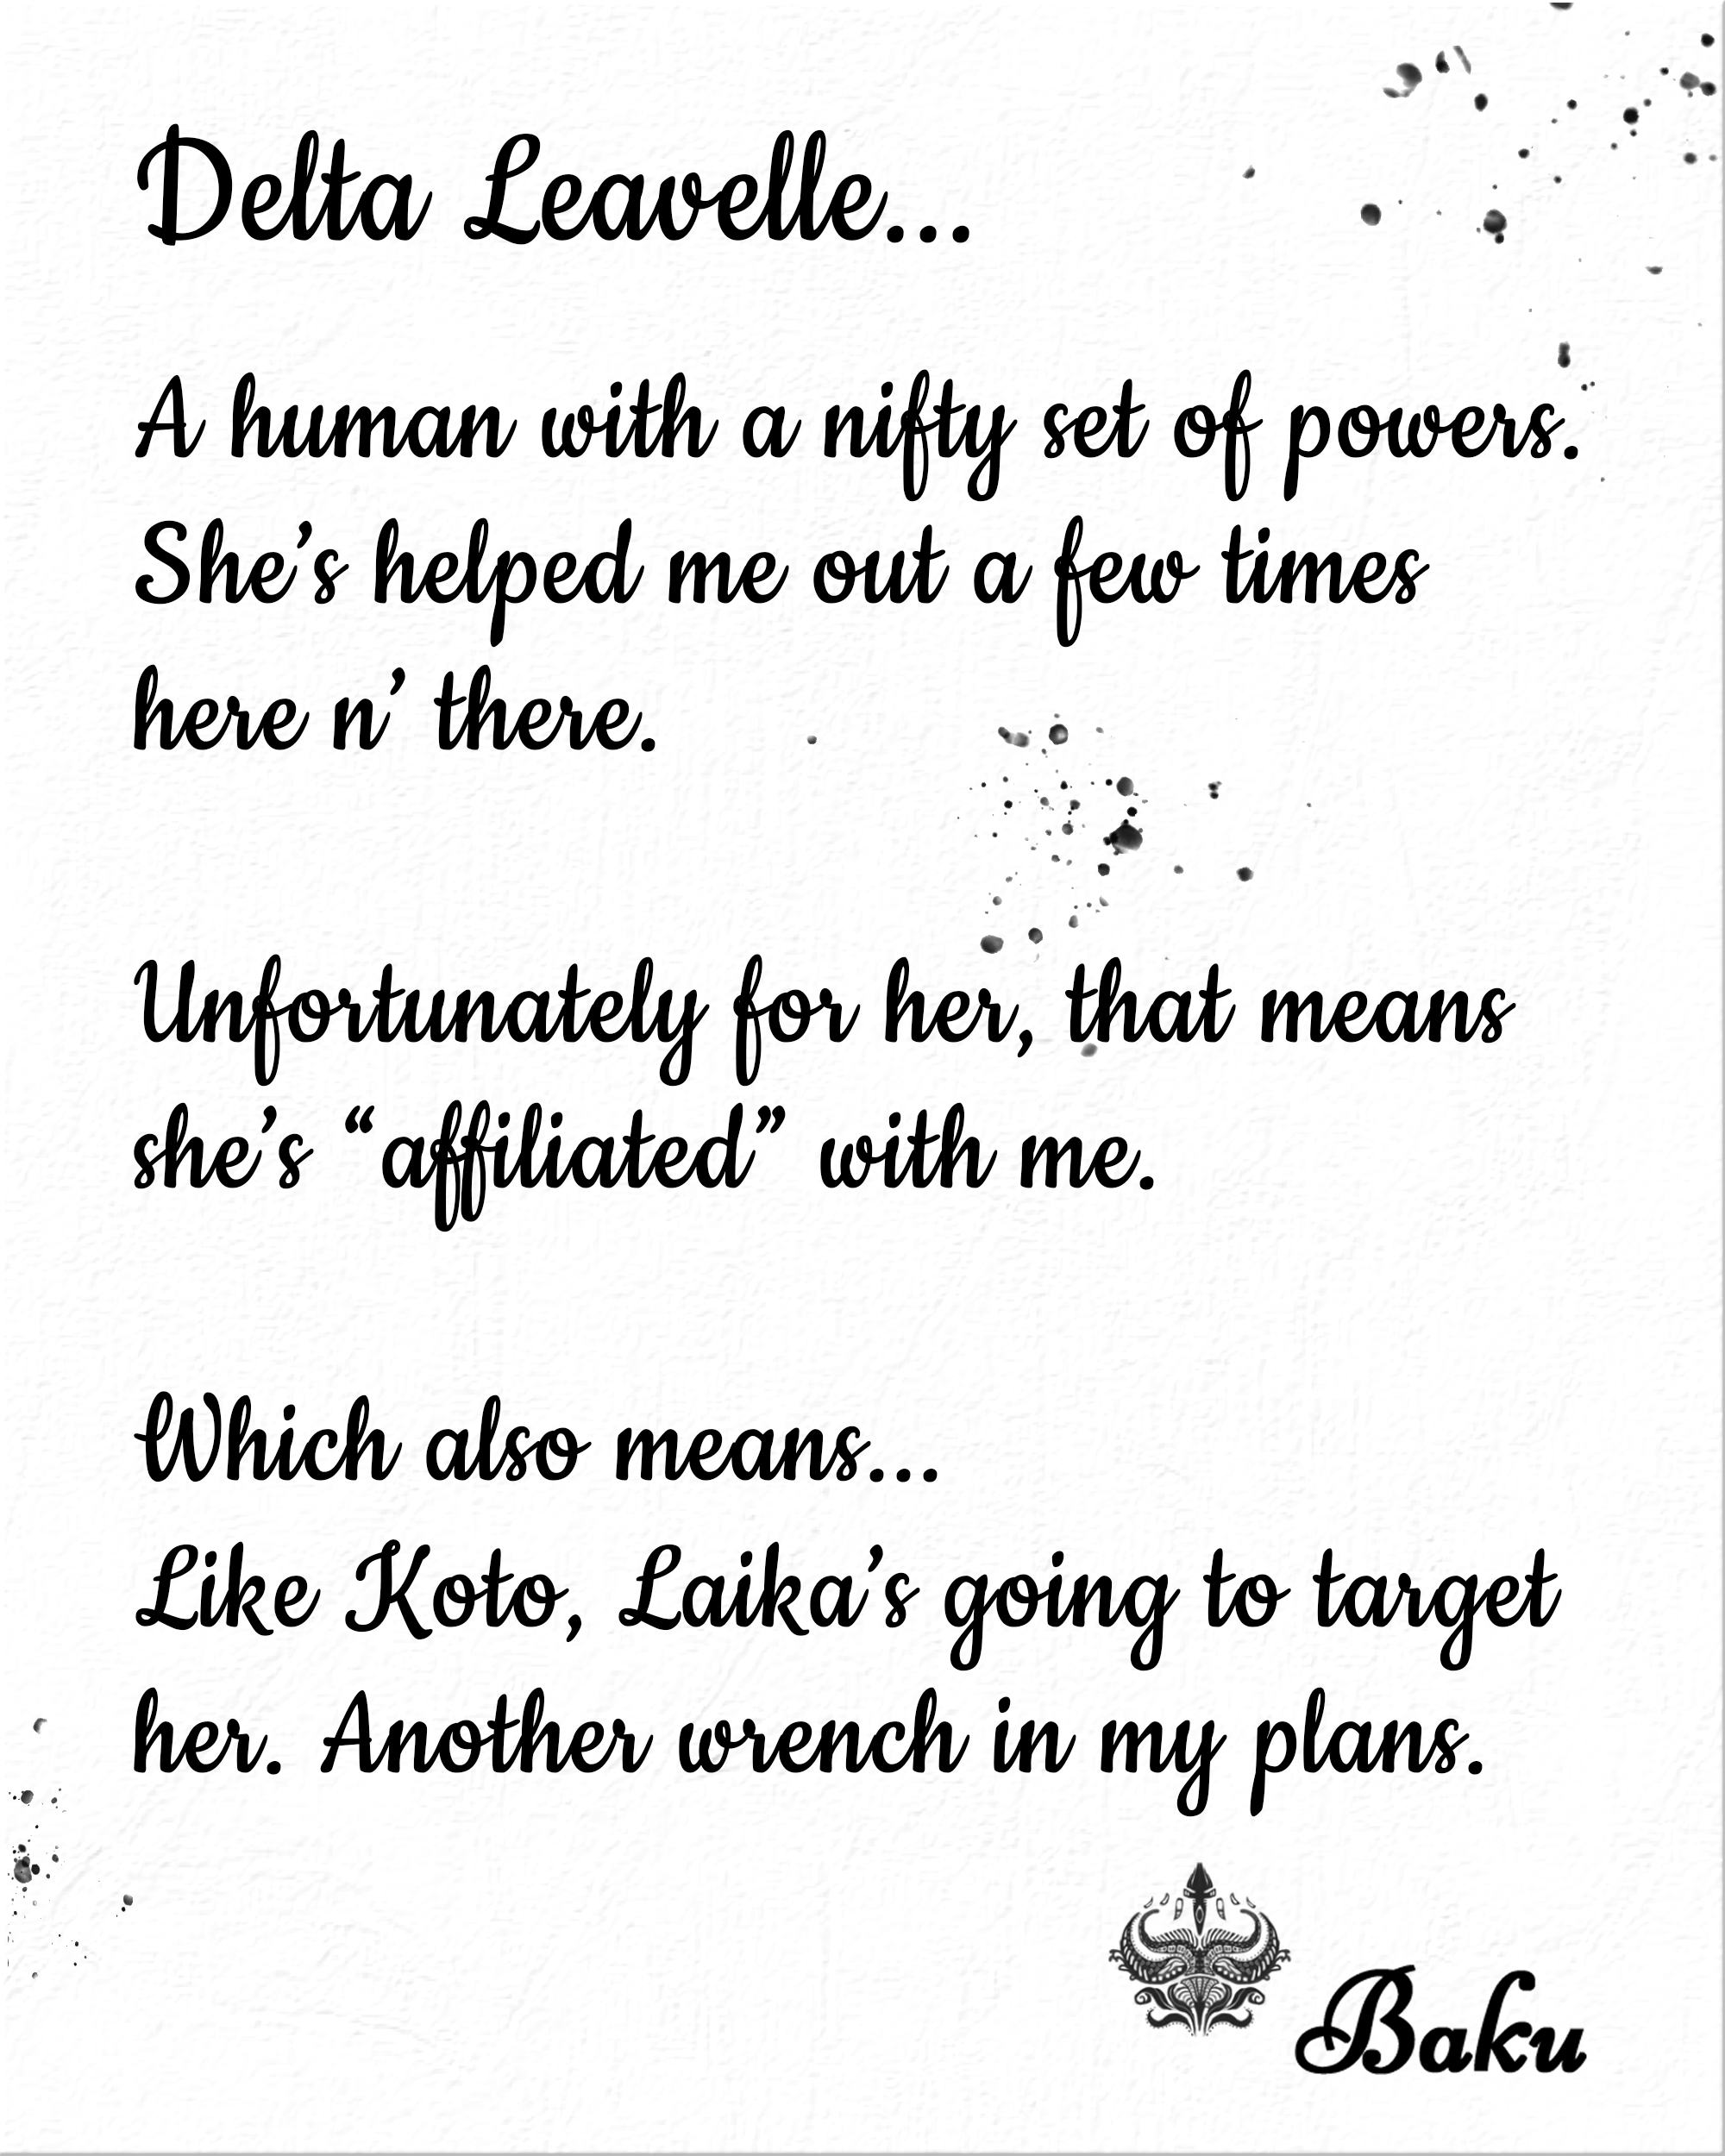 Delta Leavelle...
A human with a nifty set of powers.
She’s helped me out a few times
here n’ there.
Unfortunately for her, that means
she’s “affiliated” with me.
Which also means...
Like Koto, Laika’s going to target
her. Another wrench in my plans.
Baku